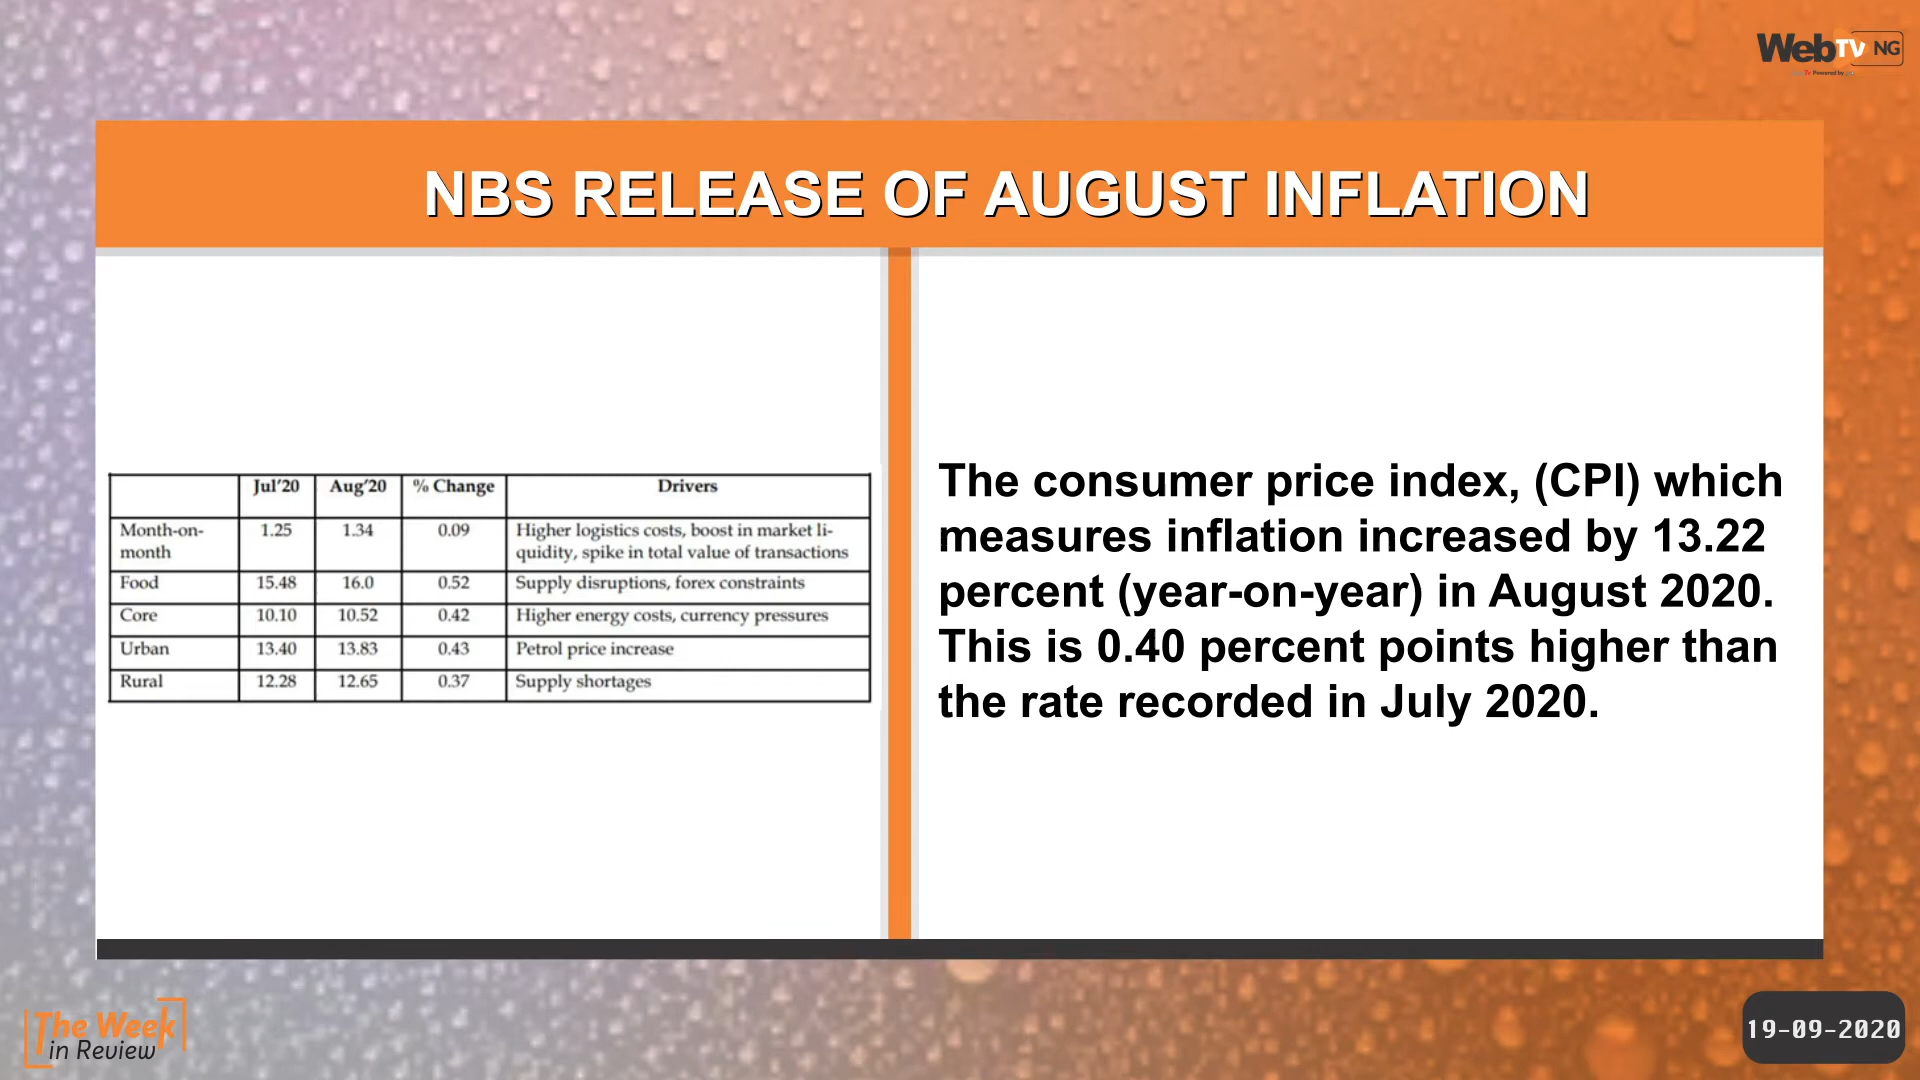 WebTV NG
Powered by
NBS RELEASE OF AUGUST INFLATION
Jul'20 Aug'20 % Change Drivers
Month-on-
month 1.25 1.34 0.09 Higher logistics costs, boost in market li-
quidity, spike in total value of transactions
Food 15.48 16.0 0.52 Supply disruptions, forex constraints
Core 10.10 10.52 0.42 Higher energy costs, currency pressures
Urban 13.40 13.83 0.43 Petrol price increase
Rural 12.28 12.65 0.37 Supply shortages
The consumer price index, (CPI) which
measures inflation increased by 13.22
percent (year-on-year) in August 2020.
This is 0.40 percent points higher than
the rate recorded in July 2020.
The Week
in Review
19-09-2020